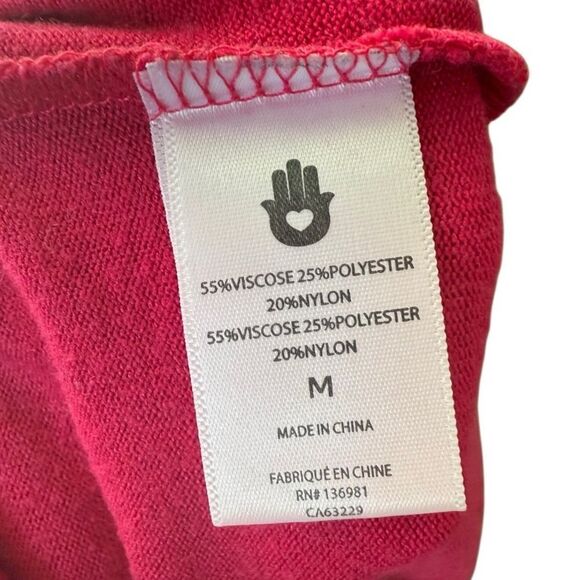 55%VISCOSE 25%POLYESTER
20%NYLON
55%VISCOSE 25%POLYESTER
20%NYLON
M
MADE IN CHINA
FABRIQUÉ EN CHINE
RN# 136981
CA63229